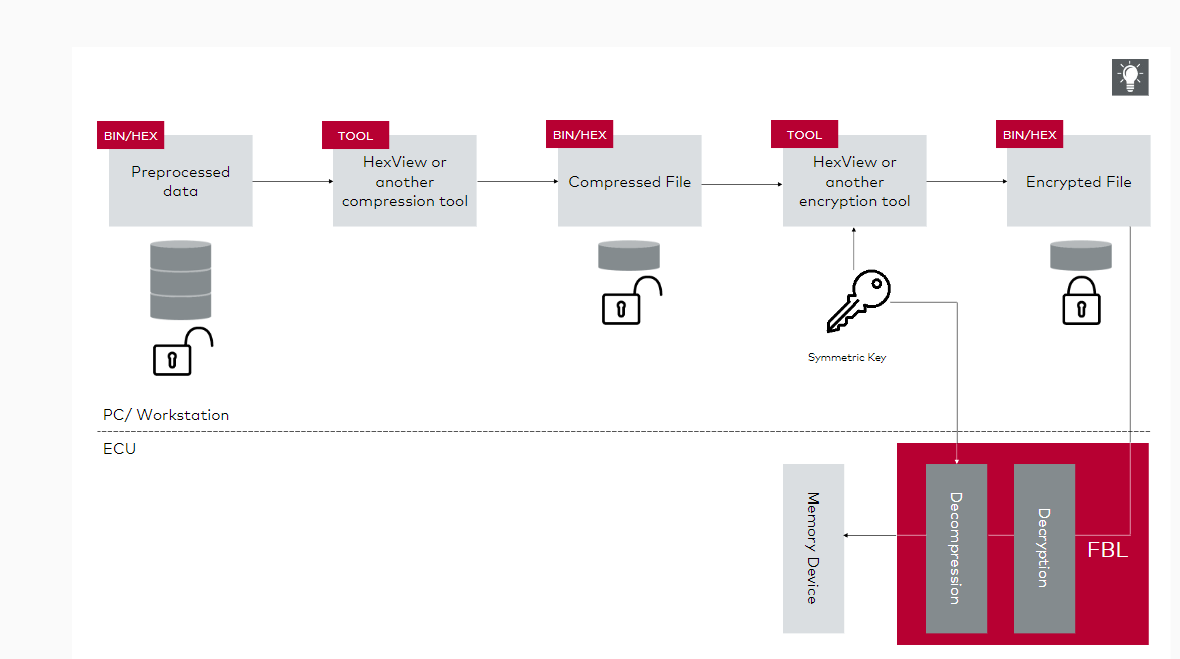 BIN/HEX
Preprocessed
data
TOOL
HexView or
another
compression tool
BIN/HEX
Compressed File
TOOL
HexView or
another
encryption tool
BIN/HEX
Encrypted File
Symmetric Key
PC/ Workstation
ECU
Memory Device
Decompression
Decryption
FBL